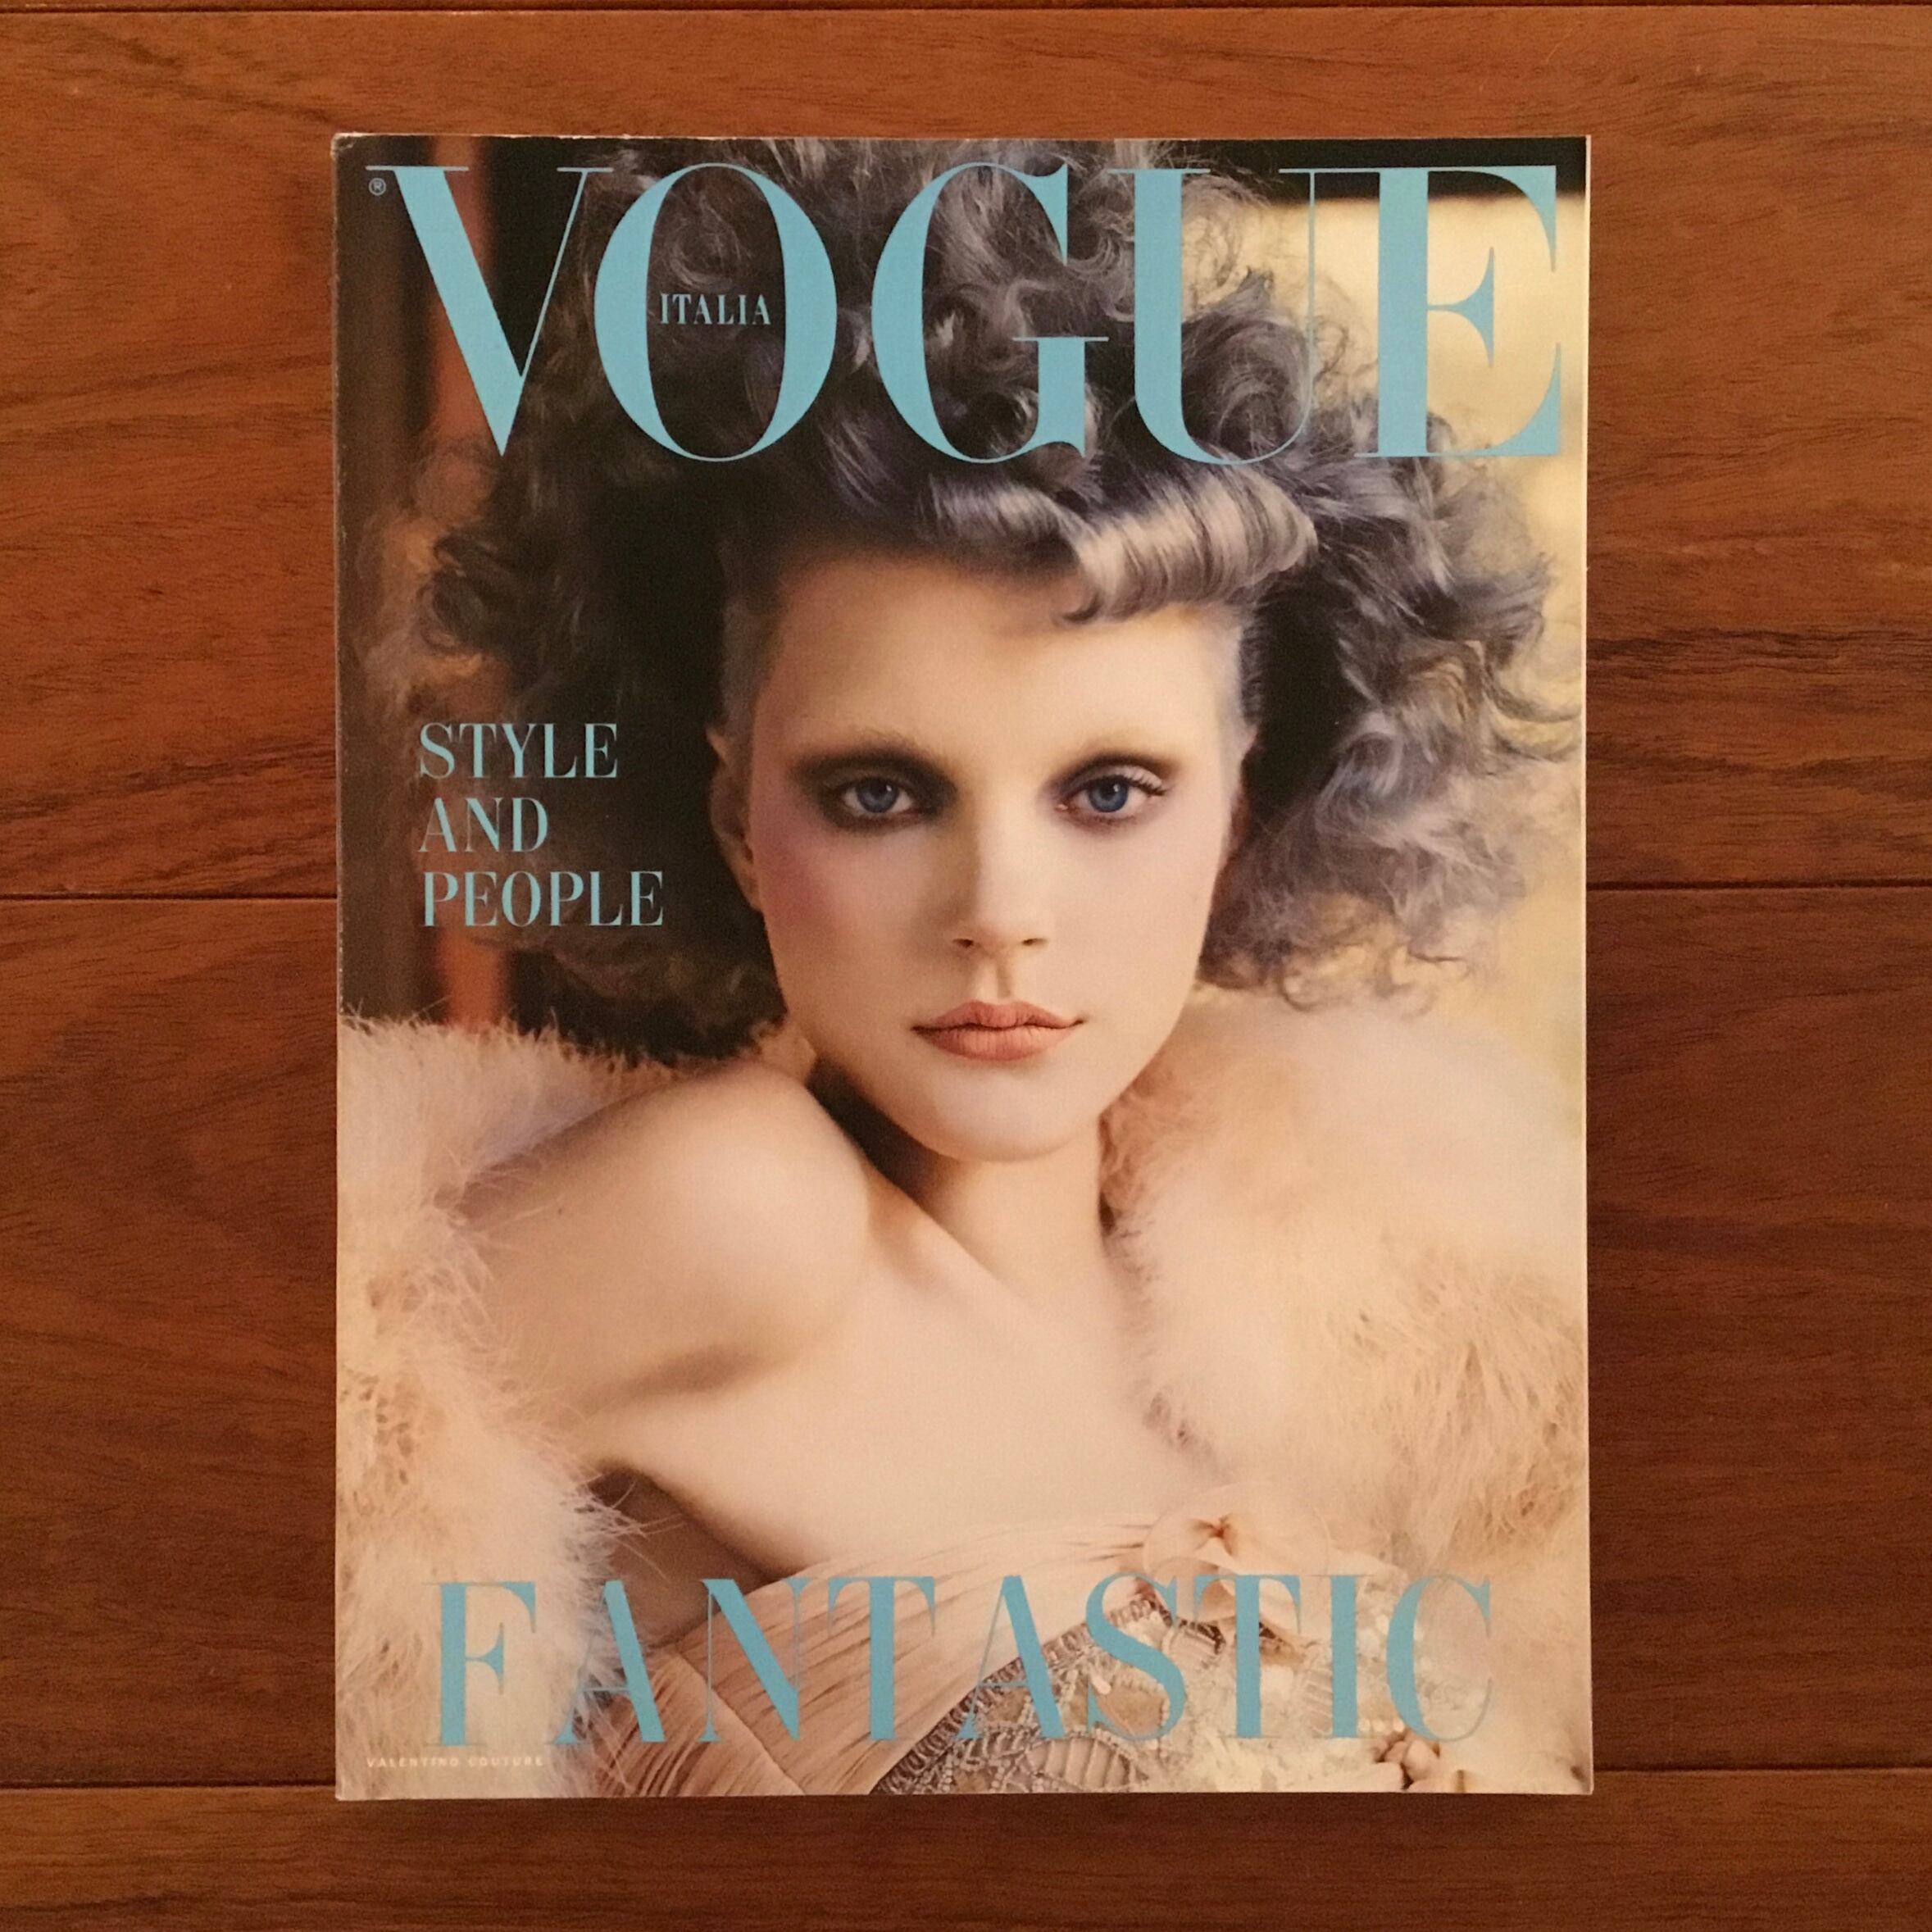 ®
VOGUE
ITALIA
STYLE
AND
PEOPLE
FANTASTIC
VALENTINO COUTURE